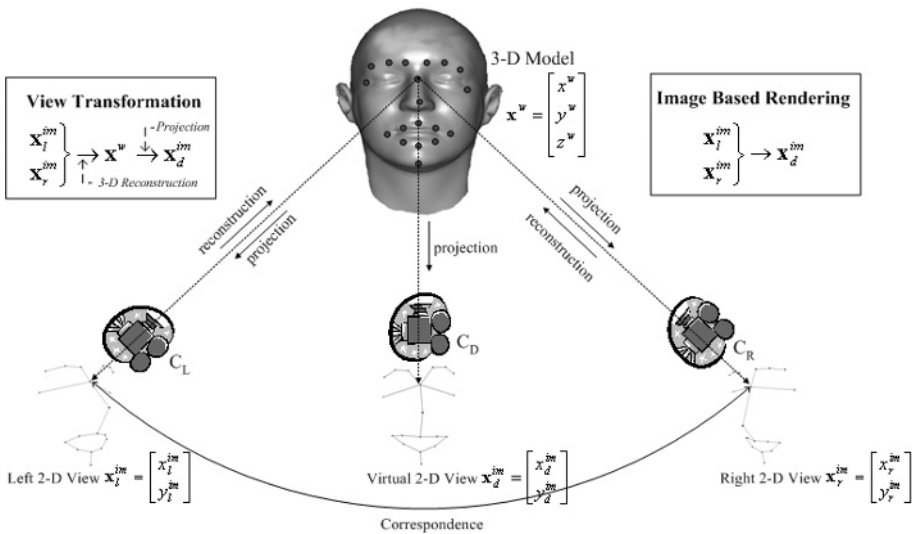 3-D Model
x^w = [x^w y^w z^w]
View Transformation
x_l^im
x_r^im } → x^w → x_d^im
Projection
3-D Reconstruction
Image Based Rendering
x_l^im
x_r^im } → x_d^im
reconstruction
projection
projection
projection
reconstruction
C_L
C_D
C_R
Left 2-D View x_l^im = [x_l^im y_l^im]
Virtual 2-D View x_d^im = [x_d^im y_d^im]
Right 2-D View x_r^im = [x_r^im y_r^im]
Correspondence